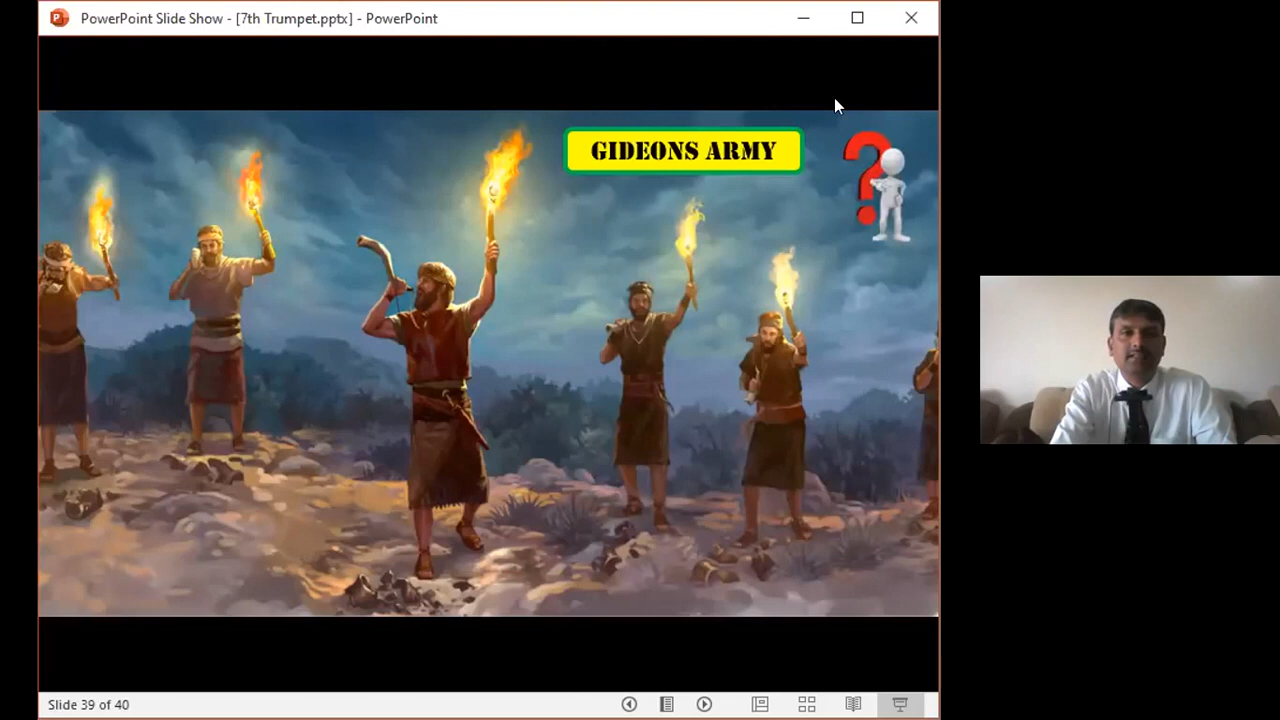 PowerPoint Slide Show - [7th Trumpet.pptx] - PowerPoint
GIDEONS ARMY
?
Slide 39 of 40